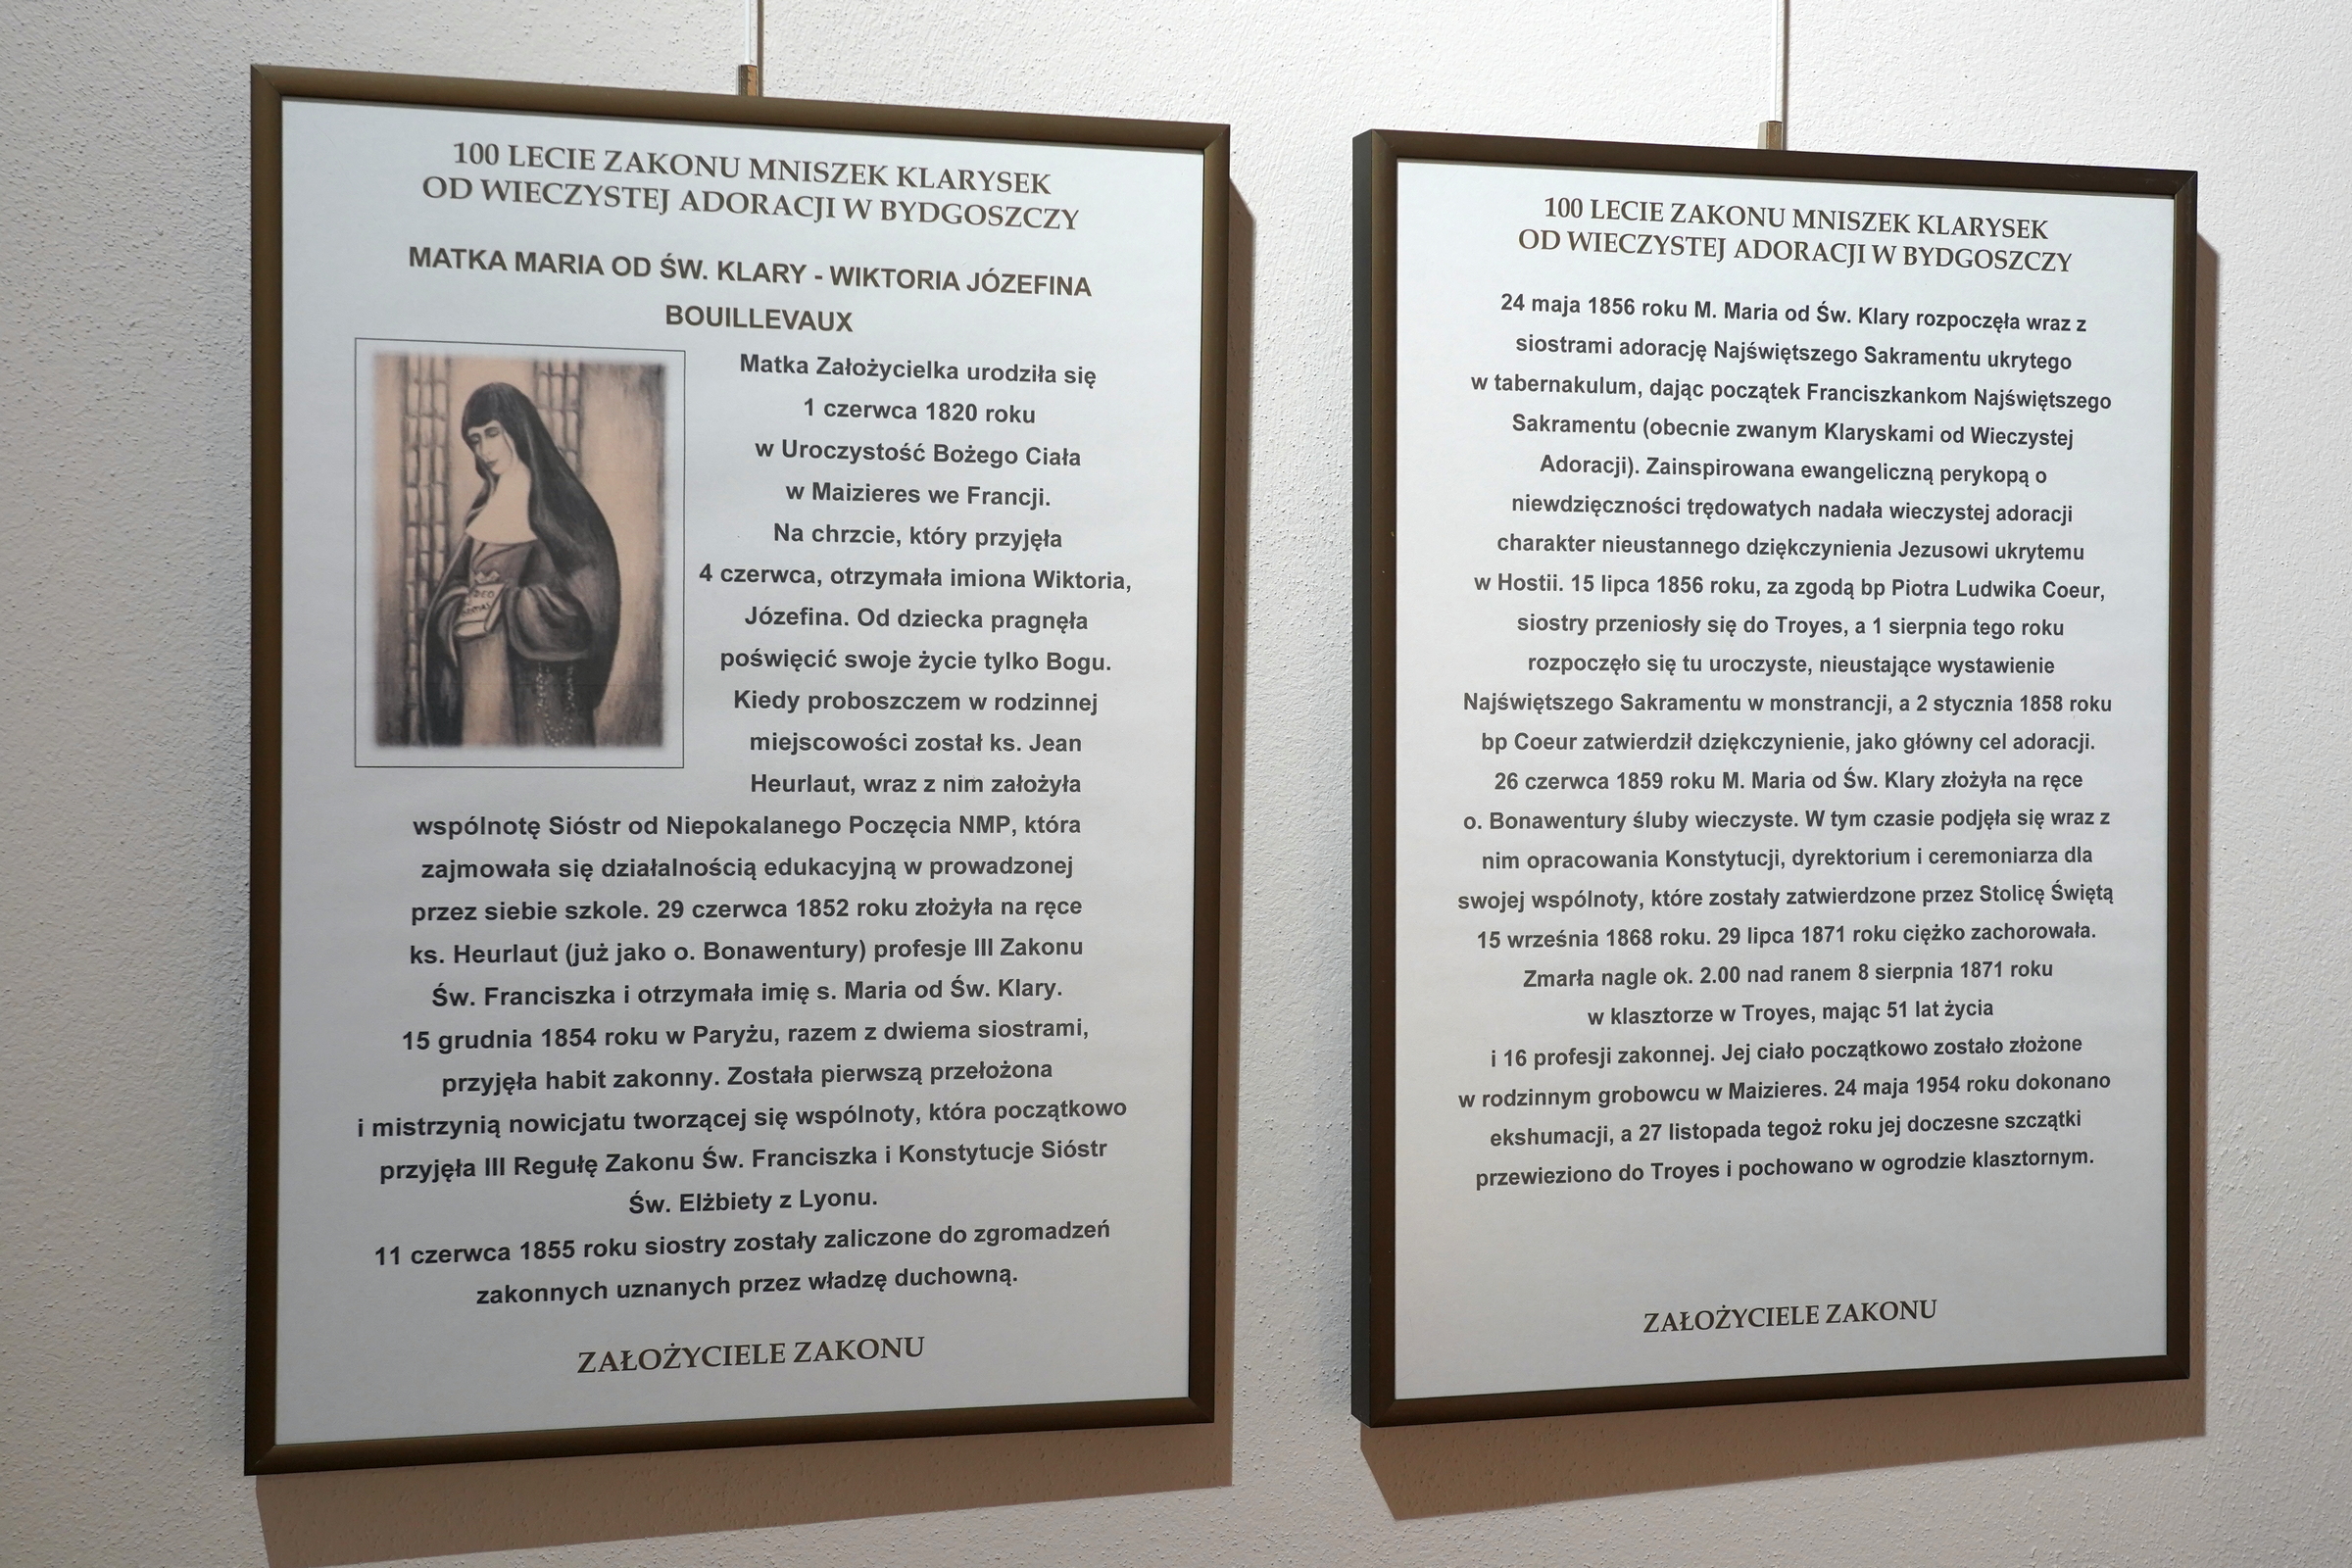 100 LECIE ZAKONU MNISZEK KLARYSEK
OD WIECZYSTEJ ADORACJI W BYDGOSZCZY
MATKA MARIA OD ŚW. KLARY - WIKTORIA JÓZEFINA
BOUILLEVAUX
Matka Założycielka urodziła się
1 czerwca 1820 roku
w Uroczystość Bożego Ciała
w Maizieres we Francji.
Na chrzcie, który przyjęła
4 czerwca, otrzymała imiona Wiktoria,
Józefina. Od dziecka pragnęła
poświęcić swoje życie tylko Bogu.
Kiedy proboszczem w rodzinnej
miejscowości został ks. Jean
Heurlaut, wraz z nim założyła
wspólnotę Sióstr od Niepokalanego Poczęcia NMP, która
zajmowała się działalnością edukacyjną w prowadzonej
przez siebie szkole. 29 czerwca 1852 roku złożyła na ręce
ks. Heurlaut (już jako o. Bonawentury) profesje III Zakonu
Św. Franciszka i otrzymała imię s. Maria od Św. Klary.
15 grudnia 1854 roku w Paryżu, razem z dwiema siostrami,
przyjęła habit zakonny. Została pierwszą przełożona
i mistrzynią nowicjatu tworzącej się wspólnoty, która początkowo
przyjęła III Regułę Zakonu Św. Franciszka i Konstytucje Sióstr
Św. Elżbiety z Lyonu.
11 czerwca 1855 roku siostry zostały zaliczone do zgromadzeń
zakonnych uznanych przez władzę duchowną.
ZAŁOŻYCIELE ZAKONU
100 LECIE ZAKONU MNISZEK KLARYSEK
OD WIECZYSTEJ ADORACJI W BYDGOSZCZY
24 maja 1856 roku M. Maria od Św. Klary rozpoczęła wraz z
siostrami adorację Najświętszego Sakramentu ukrytego
w tabernakulum, dając początek Franciszkankom Najświętszego
Sakramentu (obecnie zwanym Klaryskami od Wieczystej
Adoracji). Zainspirowana ewangeliczną perykopą o
niewdzięczności trędowatych nadała wieczystej adoracji
charakter nieustannego dziękczynienia Jezusowi ukrytemu
w Hostii. 15 lipca 1856 roku, za zgodą bp Piotra Ludwika Coeur,
siostry przeniosły się do Troyes, a 1 sierpnia tego roku
rozpoczęło się tu uroczyste, nieustające wystawienie
Najświętszego Sakramentu w monstrancji, a 2 stycznia 1858 roku
bp Coeur zatwierdził dziękczynienie, jako główny cel adoracji.
26 czerwca 1859 roku M. Maria od Św. Klary złożyła na ręce
o. Bonawentury śluby wieczyste. W tym czasie podjęła się wraz z
nim opracowania Konstytucji, dyrektorium i ceremoniarza dla
swojej wspólnoty, które zostały zatwierdzone przez Stolicę Świętą
15 września 1868 roku. 29 lipca 1871 roku ciężko zachorowała.
Zmarła nagle ok. 2.00 nad ranem 8 sierpnia 1871 roku
w klasztorze w Troyes, mając 51 lat życia
i 16 profesji zakonnej. Jej ciało początkowo zostało złożone
w rodzinnym grobowcu w Maizieres. 24 maja 1954 roku dokonano
ekshumacji, a 27 listopada tegoż roku jej doczesne szczątki
przewieziono do Troyes i pochowano w ogrodzie klasztornym.
ZAŁOŻYCIELE ZAKONU